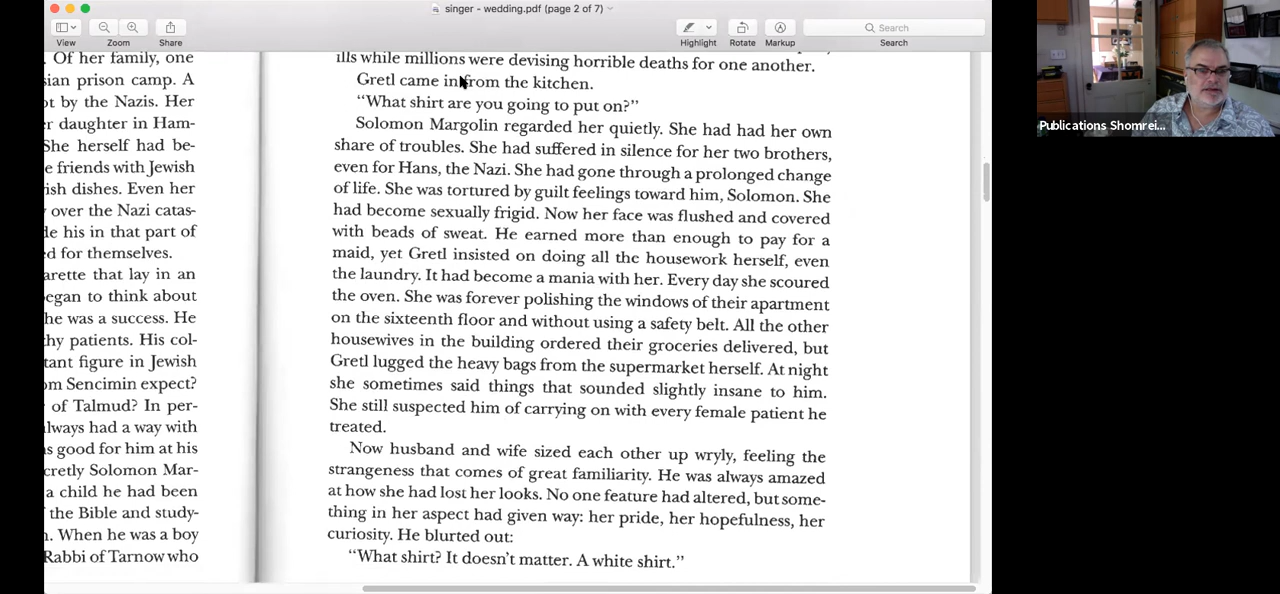 singer - wedding.pdf (page 2 of 7)
View
Zoom
Share
Highlight
Rotate
Markup
Search
Search
Publications Shomrei...
. Of her family, one
sian prison camp. A
ot by the Nazis. Her
er daughter in Ham-
She herself had be-
e friends with Jewish
ish dishes. Even her
over the Nazi catas-
de his in that part of
ed for themselves.
arette that lay in an
egan to think about
he was a success. He
thy patients. His col-
tant figure in Jewish
om Sencimin expect?
of Talmud? In per-
always had a way with
as good for him at his
cretly Solomon Mar-
a child he had been
the Bible and study-
n. When he was a boy
Rabbi of Tarnow who
ills while millions were devising horrible deaths for one another.
Gretl came in from the kitchen.
"What shirt are you going to put on?"
Solomon Margolin regarded her quietly. She had had her own
share of troubles. She had suffered in silence for her two brothers,
even for Hans, the Nazi. She had gone through a prolonged change
of life. She was tortured by guilt feelings toward him, Solomon. She
had become sexually frigid. Now her face was flushed and covered
with beads of sweat. He earned more than enough to pay for a
maid, yet Gretl insisted on doing all the housework herself, even
the laundry. It had become a mania with her. Every day she scoured
the oven. She was forever polishing the windows of their apartment
on the sixteenth floor and without using a safety belt. All the other
housewives in the building ordered their groceries delivered, but
Gretl lugged the heavy bags from the supermarket herself. At night
she sometimes said things that sounded slightly insane to him.
She still suspected him of carrying on with every female patient he
treated.
Now husband and wife sized each other up wryly, feeling the
strangeness that comes of great familiarity. He was always amazed
at how she had lost her looks. No one feature had altered, but some-
thing in her aspect had given way: her pride, her hopefulness, her
curiosity. He blurted out:
"What shirt? It doesn't matter. A white shirt."